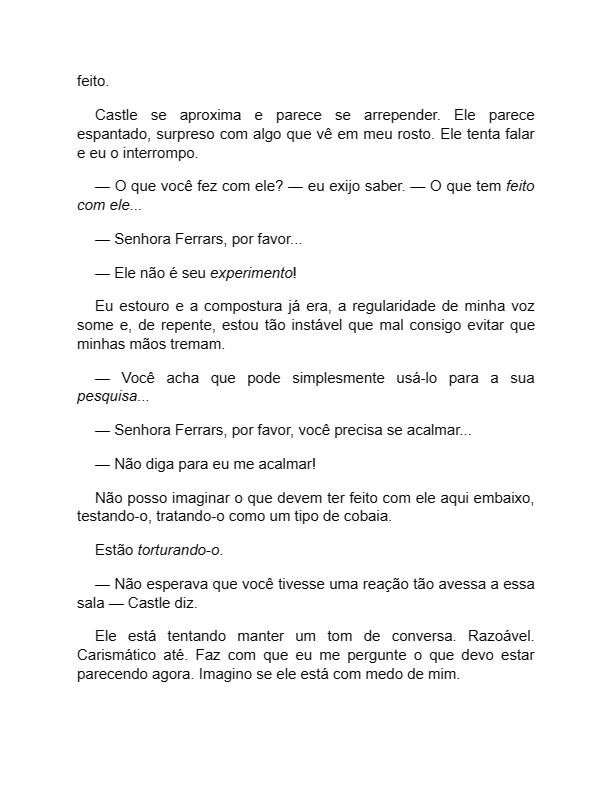 feito.
Castle se aproxima e parece se arrepender. Ele parece
espantado, surpreso com algo que vê em meu rosto. Ele tenta falar
e eu o interrompo.
— O que você fez com ele? — eu exijo saber. — O que tem feito
com ele...
— Senhora Ferrars, por favor...
— Ele não é seu experimento!
Eu estouro e a compostura já era, a regularidade de minha voz
some e, de repente, estou tão instável que mal consigo evitar que
minhas mãos tremam.
— Você acha que pode simplesmente usá-lo para a sua
pesquisa...
— Senhora Ferrars, por favor, você precisa se acalmar...
— Não diga para eu me acalmar!
Não posso imaginar o que devem ter feito com ele aqui embaixo,
testando-o, tratando-o como um tipo de cobaia.
Estão torturando-o.
— Não esperava que você tivesse uma reação tão avessa a essa
sala — Castle diz.
Ele está tentando manter um tom de conversa. Razoável.
Carismático até. Faz com que eu me pergunte o que devo estar
parecendo agora. Imagino se ele está com medo de mim.